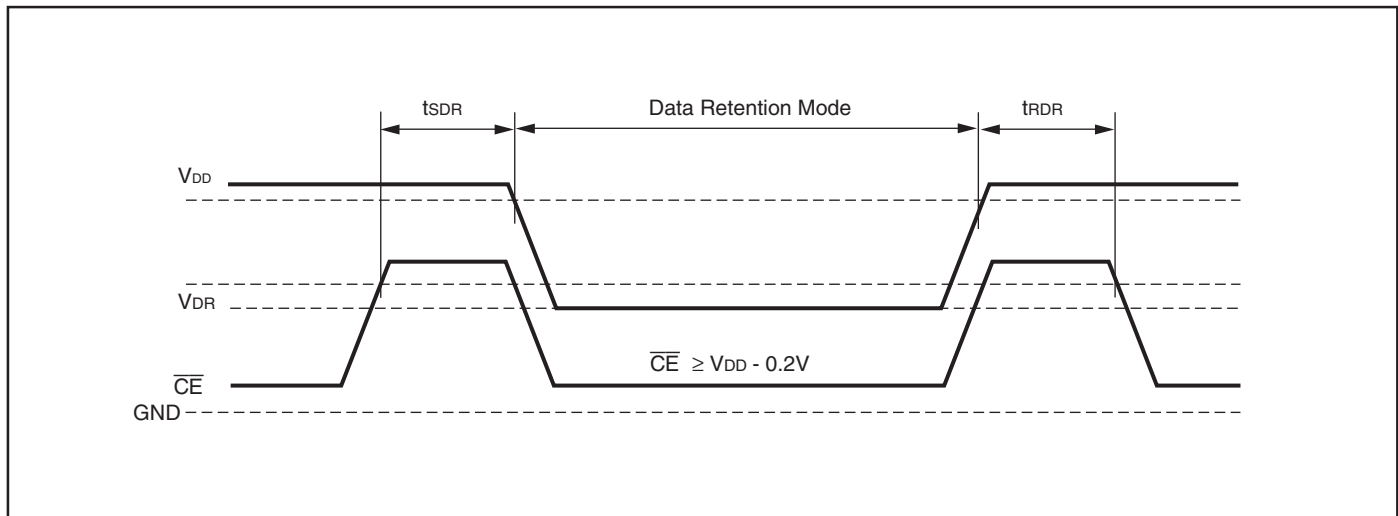 tSDR Data Retention Mode tRDR
VDD
VDR
CE ≥ VDD - 0.2V
CE
GND